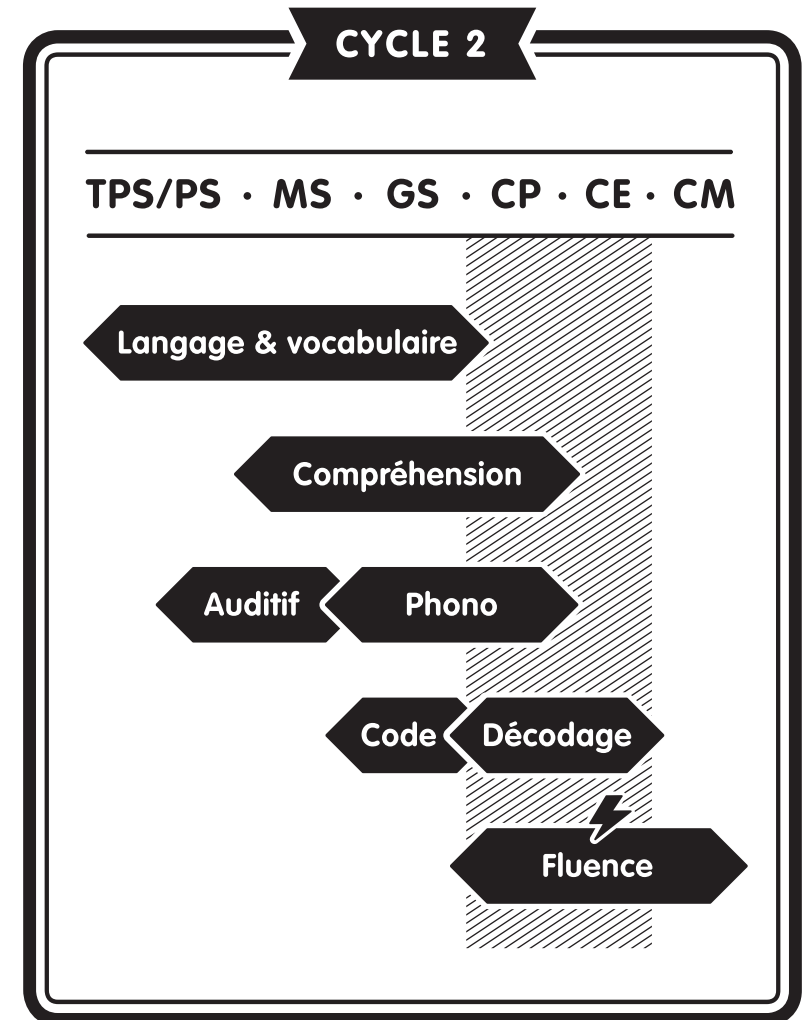 CYCLE 2
TPS/PS · MS · GS · CP · CE · CM
Langage & vocabulaire
Compréhension
Auditif
Phono
Code
Décodage
Fluence